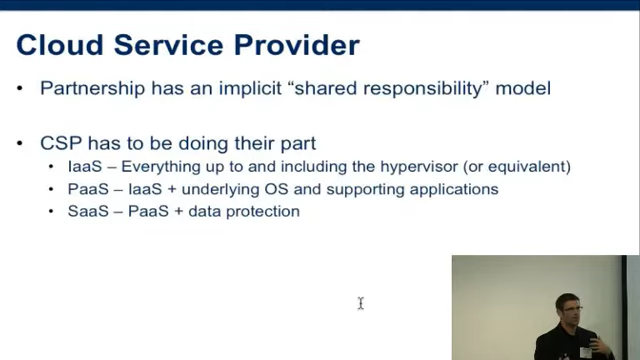 Cloud Service Provider
• Partnership has an implicit “shared responsibility” model
• CSP has to be doing their part
• IaaS – Everything up to and including the hypervisor (or equivalent)
• PaaS – IaaS + underlying OS and supporting applications
• SaaS – PaaS + data protection